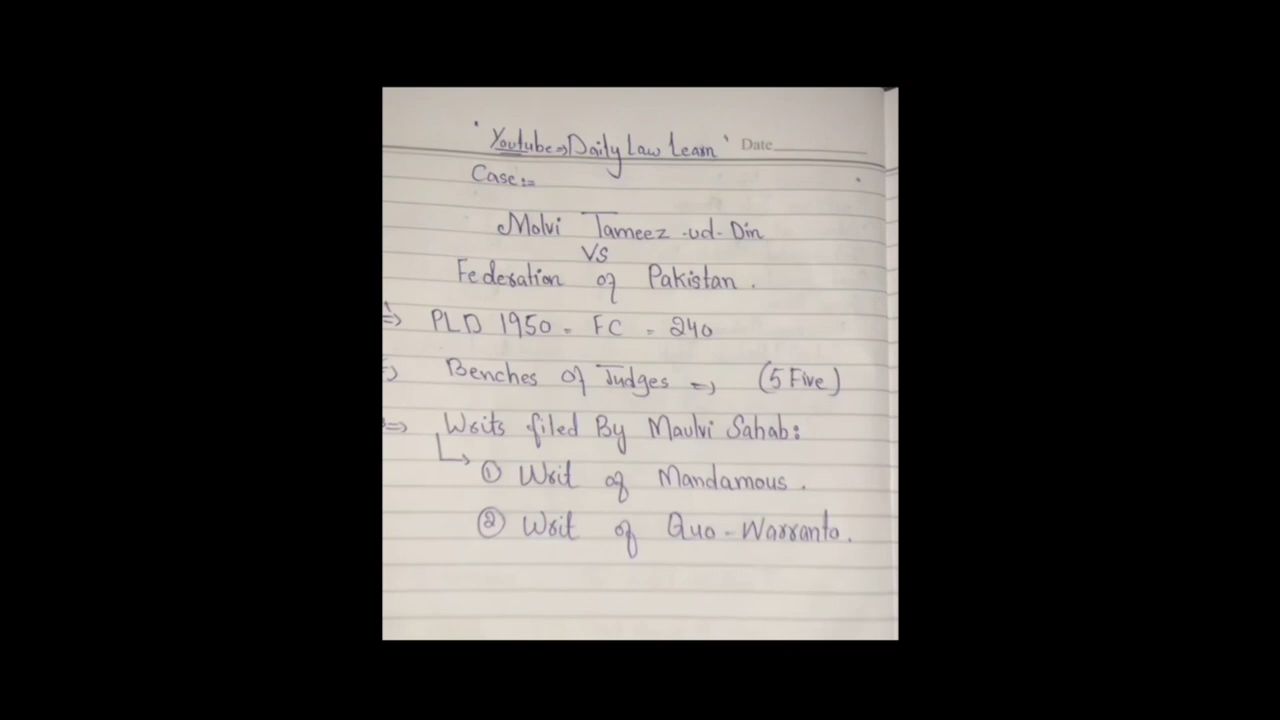 "Youtube => Daily Law Learn" Date
Case:=
Molvi Tameez-ud-Din
VS
Federation of Pakistan.
=> PLD 1950 - FC - 240
=> Benches of Judges => (5 Five)
=> Writs filed By Maulvi Sahab:
① Writ of Mandamous.
② Writ of Quo-Warranto.